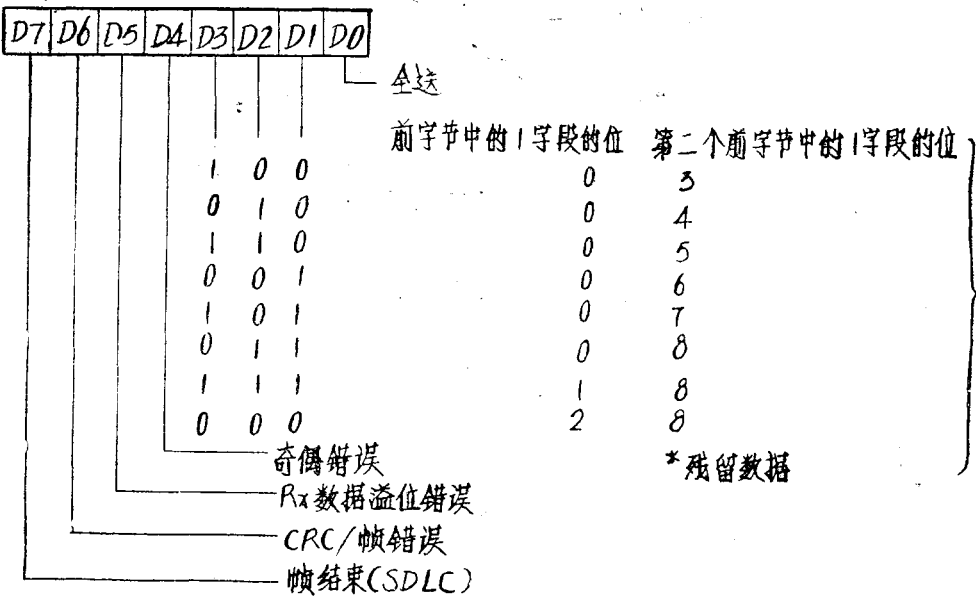 D7 D6 D5 D4 D3 D2 D1 D0
全送
前字节中的1字段的位 第二个前字节中的1字段的位
1 0 0 0 3
0 1 0 0 4
1 1 0 0 5
0 0 1 0 6
1 0 1 0 7
0 1 1 0 8
1 1 1 1 8
0 0 0 2 8
奇偶错误 *残留数据
Rx数据溢位错误
CRC/帧错误
帧结束(SDLC)